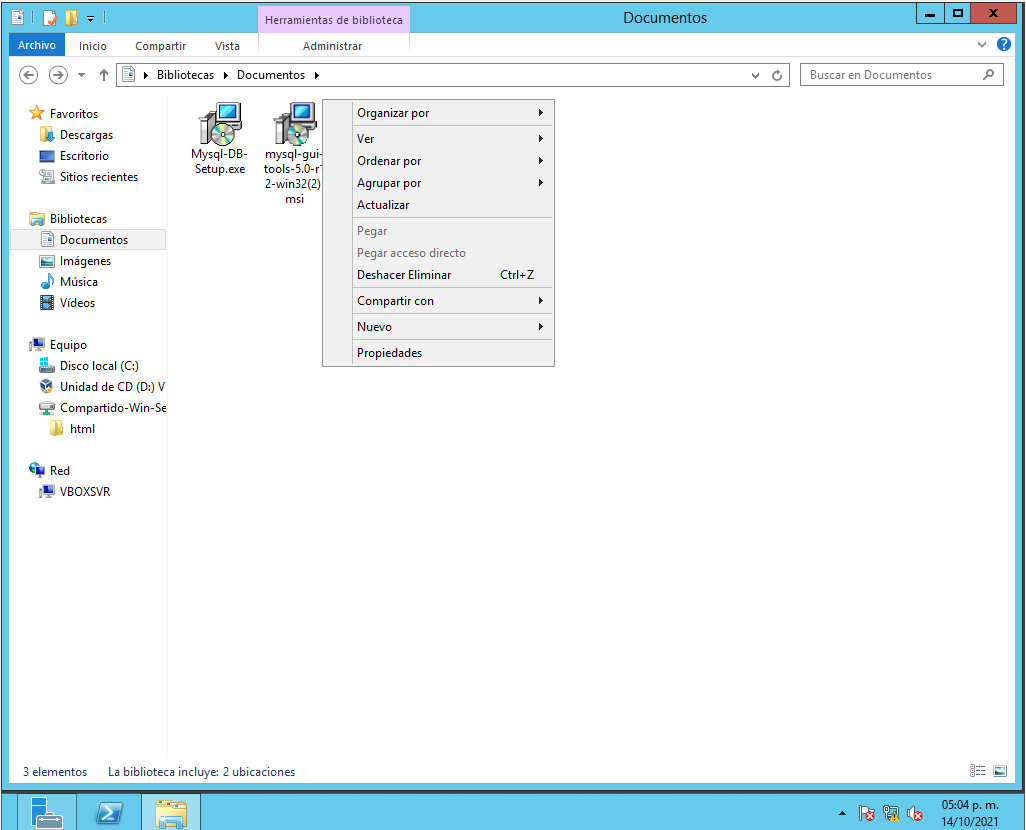 Herramientas de biblioteca
Documentos
Archivo
Inicio
Compartir
Vista
Administrar
Bibliotecas
Documentos
Buscar en Documentos
Favoritos
Descargas
Escritorio
Sitios recientes
Bibliotecas
Documentos
Imágenes
Música
Vídeos
Equipo
Disco local (C:)
Unidad de CD (D:) V
Compartido-Win-Se
html
Red
VBOXSVR
Mysql-DB-
Setup.exe
mysql-gui-
tools-5.0-r1
2-win32(2)
msi
Organizar por
Ver
Ordenar por
Agrupar por
Actualizar
Pegar
Pegar acceso directo
Deshacer Eliminar Ctrl+Z
Compartir con
Nuevo
Propiedades
3 elementos La biblioteca incluye: 2 ubicaciones
05:04 p. m.
14/10/2021